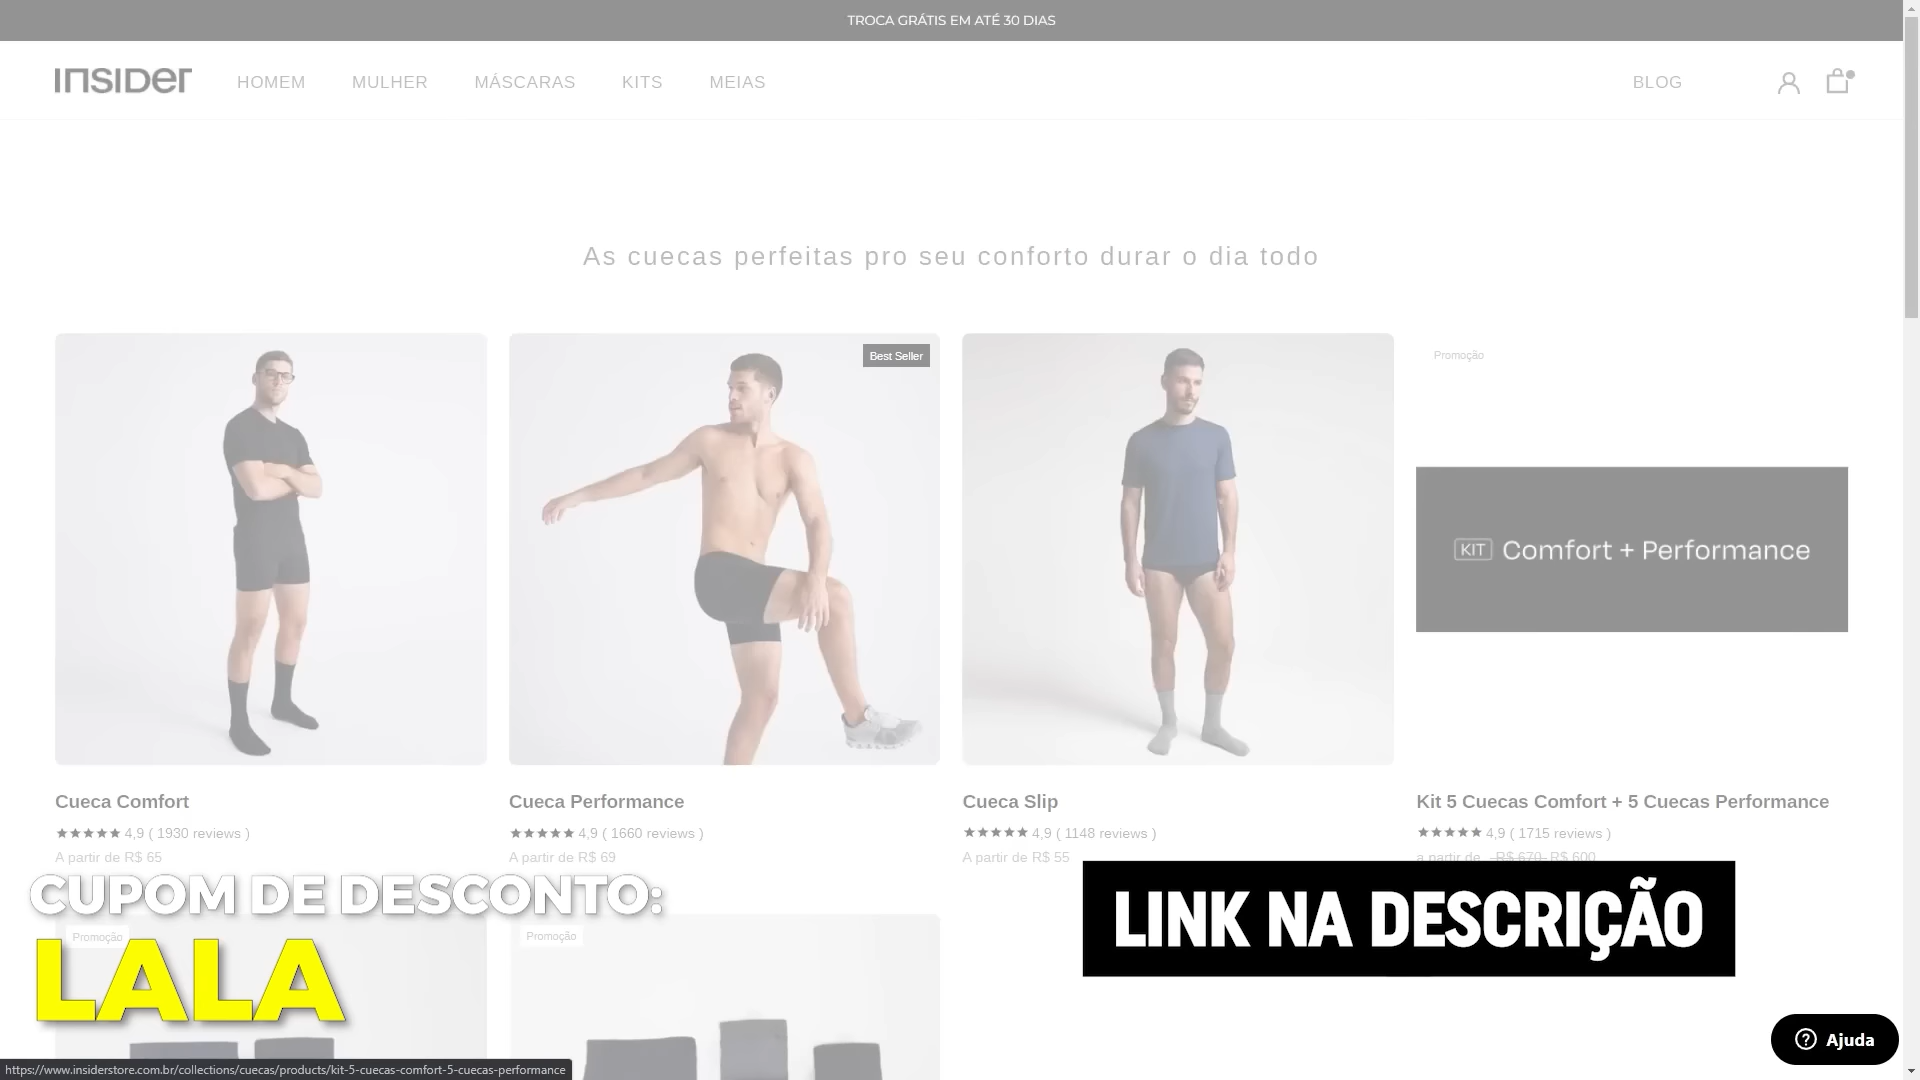 TROCA GRÁTIS EM ATÉ 30 DIAS
INSIDER HOMEM MULHER MÁSCARAS KITS MEIAS BLOG
As cuecas perfeitas pro seu conforto durar o dia todo
Best Seller
Promoção
KIT Comfort + Performance
Cueca Comfort
4,9 ( 1930 reviews )
A partir de R$ 65
Cueca Performance
4,9 ( 1660 reviews )
A partir de R$ 69
Cueca Slip
4,9 ( 1148 reviews )
A partir de R$ 55
Kit 5 Cuecas Comfort + 5 Cuecas Performance
4,9 ( 1715 reviews )
a partir de R$ 670 R$ 600
CUPOM DE DESCONTO:
LALA
Promoção
Promoção
LINK NA DESCRIÇÃO
Ajuda
https://www.insiderstore.com.br/collections/cuecas/products/kit-5-cuecas-comfort-5-cuecas-performance